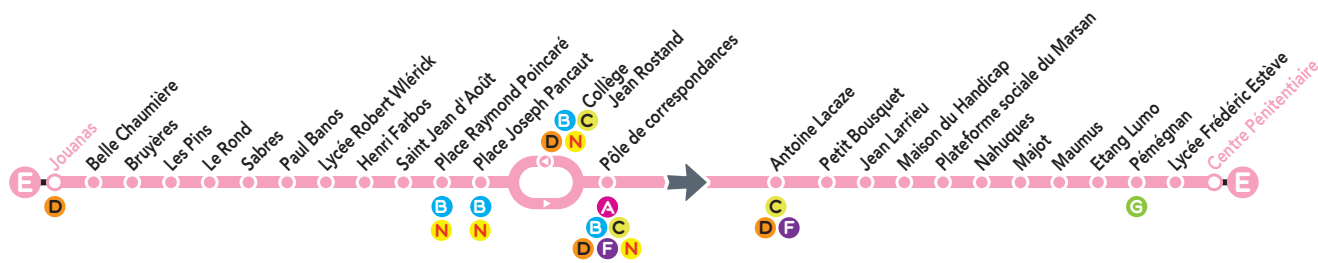 E
Jouanas
D
Belle Chaumière
Bruyères
Les Pins
Le Rond
Sabres
Paul Banos
Lycée Robert Wlérick
Henri Farbos
Saint Jean d'Août
Place Raymond Poincaré
B
N
Place Joseph Pancaut
B
N
Collège
Jean Rostand
B C
D N
Pôle de correspondances
A
B C
D F N
Antoine Lacaze
C
D F
Petit Bousquet
Jean Larrieu
Maison du Handicap
Plateforme sociale du Marsan
Nahuques
Majot
Maumus
Etang Lumo
Pémégnan
G
Lycée Frédéric Estève
Centre Pénitentiaire
E